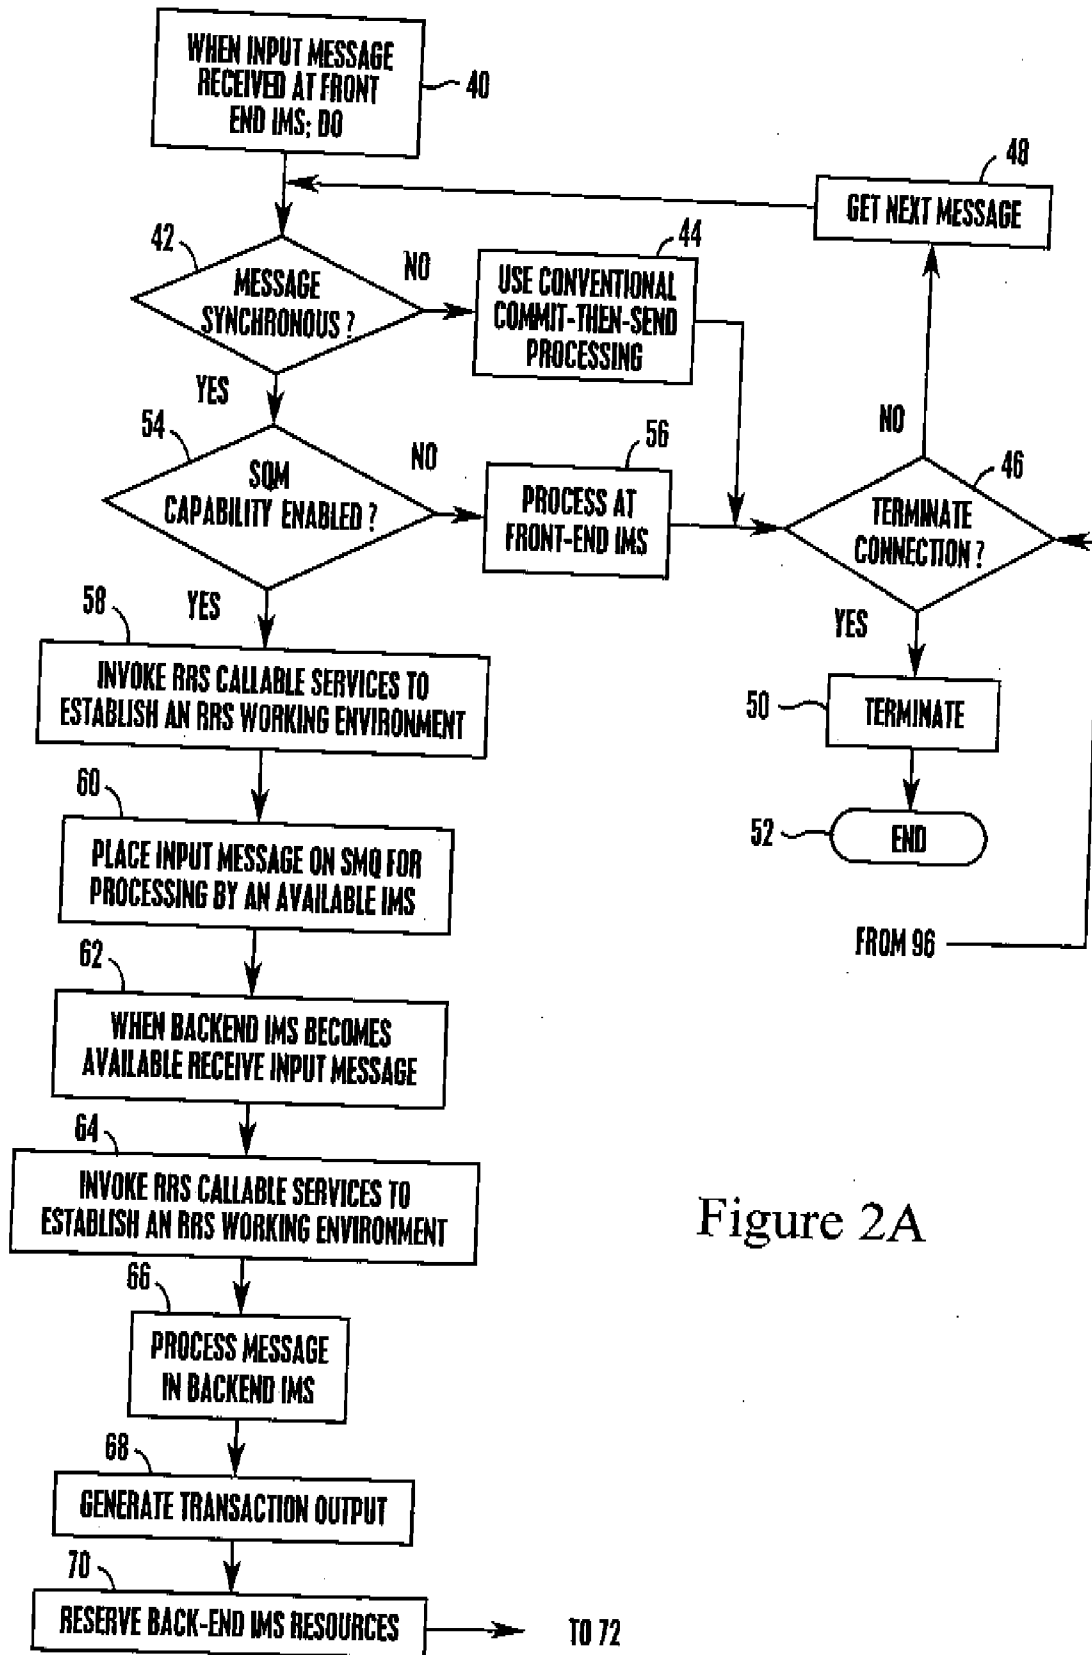 WHEN INPUT MESSAGE
RECEIVED AT FRONT
END IMS; DO
40
48
GET NEXT MESSAGE
42
MESSAGE
SYNCHRONOUS ?
NO
44
USE CONVENTIONAL
COMMIT-THEN-SEND
PROCESSING
YES
54
SQM
CAPABILITY ENABLED ?
NO
56
PROCESS AT
FRONT-END IMS
NO
46
TERMINATE
CONNECTION ?
YES
58
INVOKE RRS CALLABLE SERVICES TO
ESTABLISH AN RRS WORKING ENVIRONMENT
YES
50
TERMINATE
60
PLACE INPUT MESSAGE ON SMQ FOR
PROCESSING BY AN AVAILABLE IMS
52
END
FROM 96
62
WHEN BACKEND IMS BECOMES
AVAILABLE RECEIVE INPUT MESSAGE
64
INVOKE RRS CALLABLE SERVICES TO
ESTABLISH AN RRS WORKING ENVIRONMENT
Figure 2A
66
PROCESS MESSAGE
IN BACKEND IMS
68
GENERATE TRANSACTION OUTPUT
70
RESERVE BACK-END IMS RESOURCES
TO 72